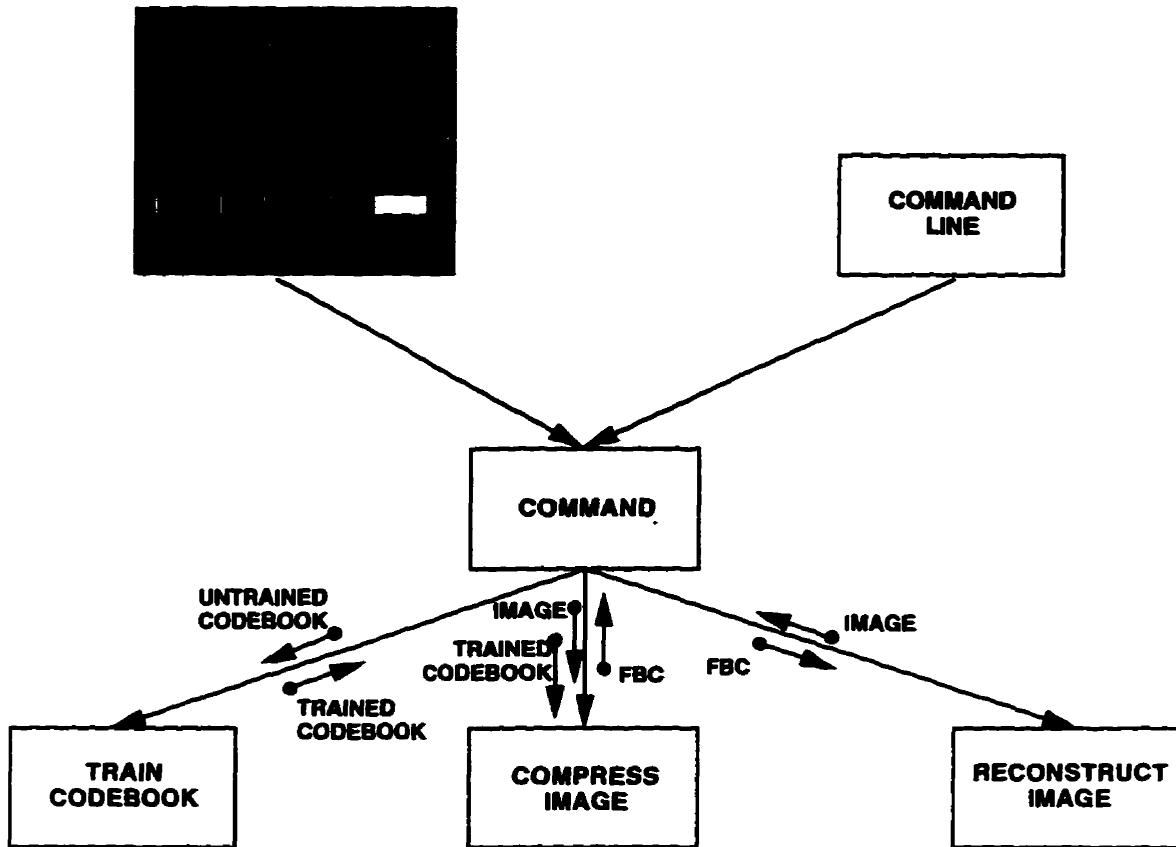 COMMAND
LINE
COMMAND
UNTRAINED
CODEBOOK
IMAGE
TRAINED
CODEBOOK
FBC
IMAGE
FBC
TRAINED
CODEBOOK
TRAIN
CODEBOOK
COMPRESS
IMAGE
RECONSTRUCT
IMAGE